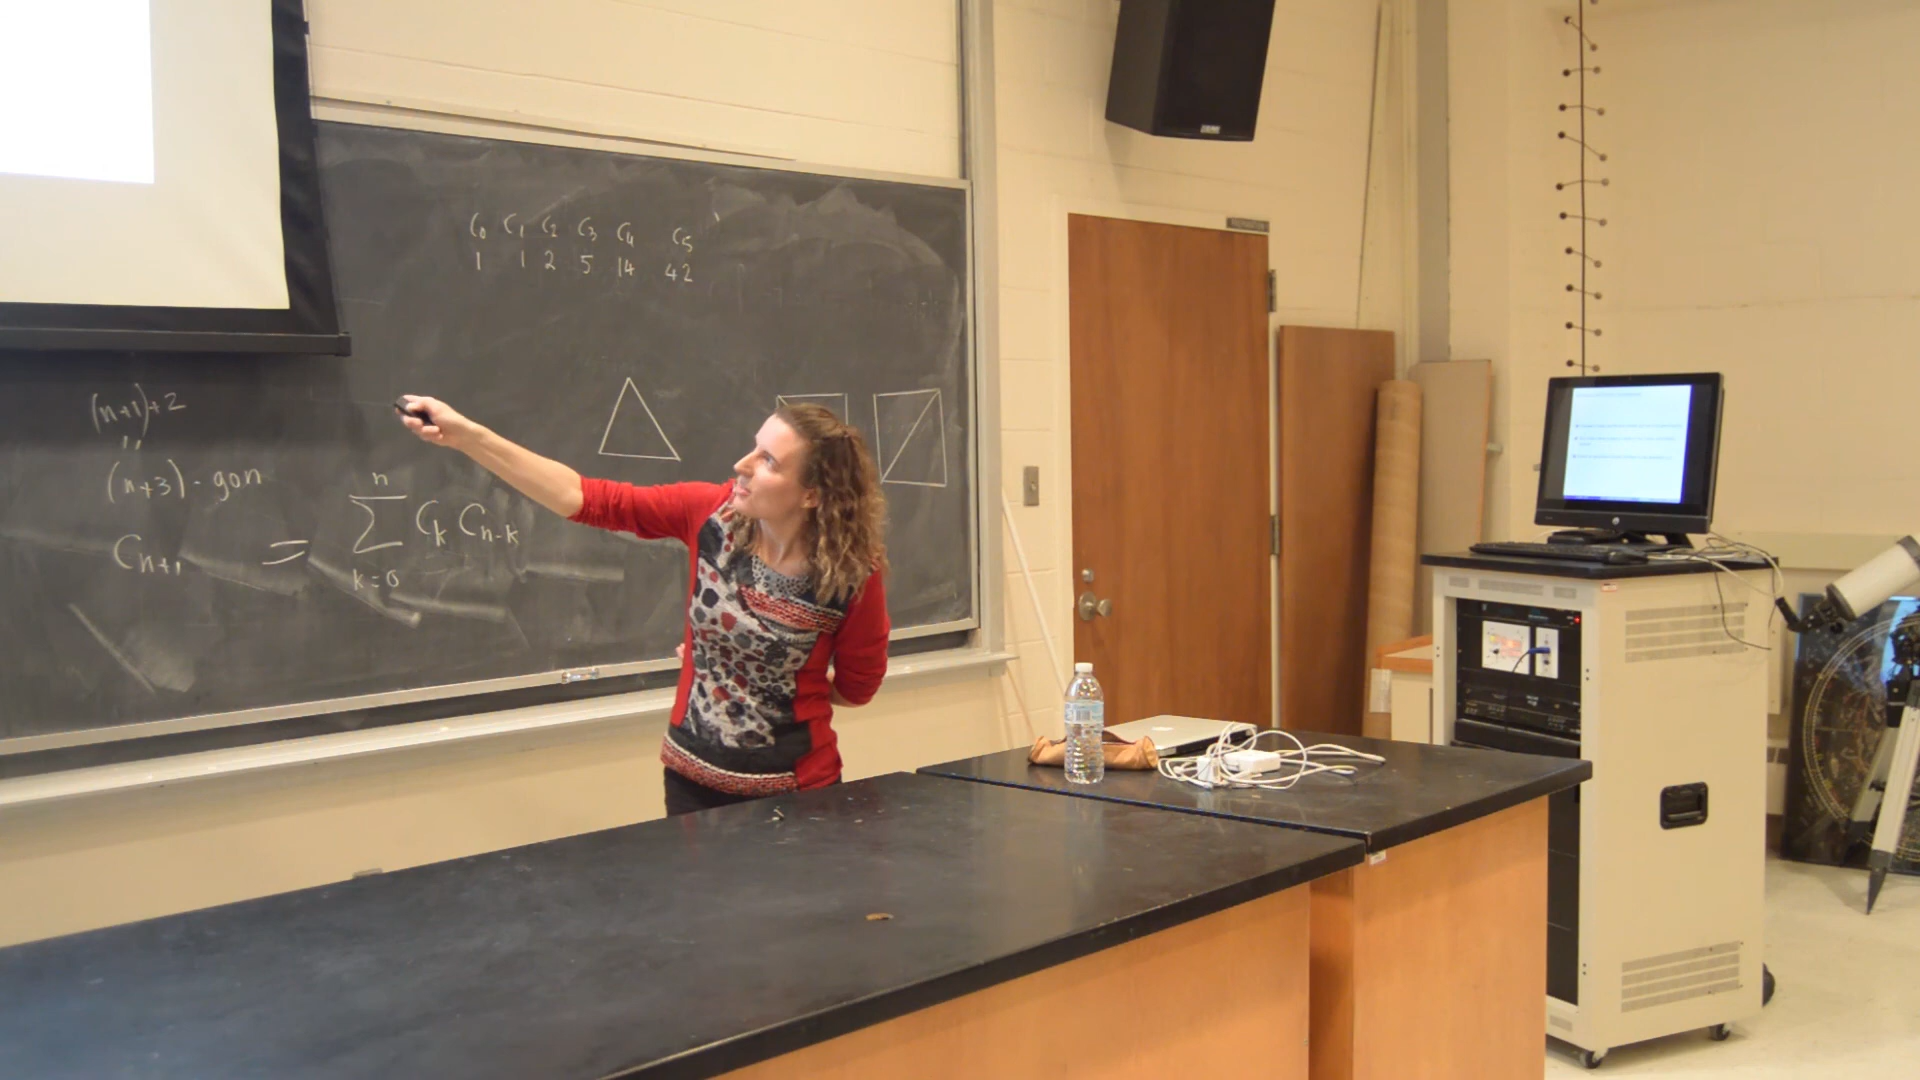 C₀ C₁ C₂ C₃ C₄ C₅
1 1 2 5 14 42
(n+1)+2
(n+3)-gon
n
Cₙ₊₁ = ∑ Cₖ Cₙ₋ₖ
k=0